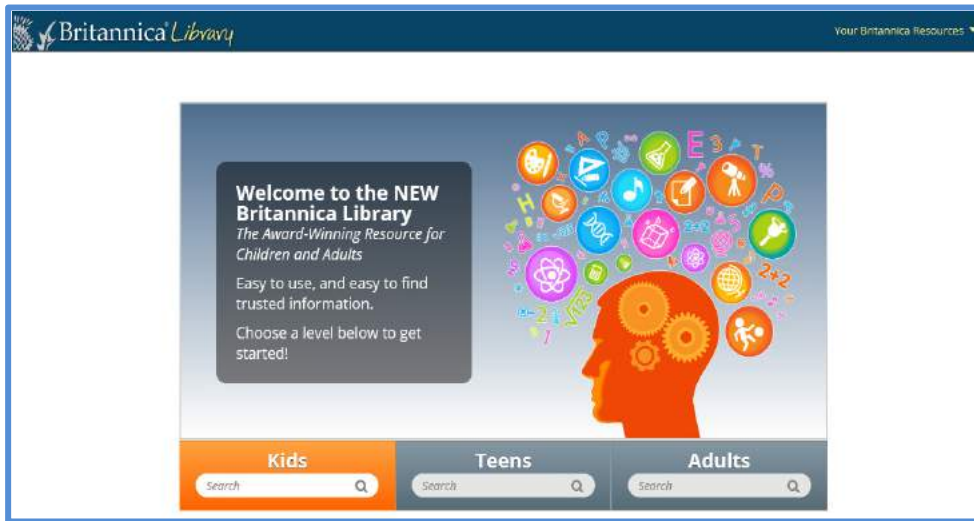 Britannica® Library
Your Britannica Resources
Welcome to the NEW
Britannica Library
The Award-Winning Resource for
Children and Adults
Easy to use, and easy to find
trusted information.
Choose a level below to get
started!
Kids
Teens
Adults
Search
Search
Search